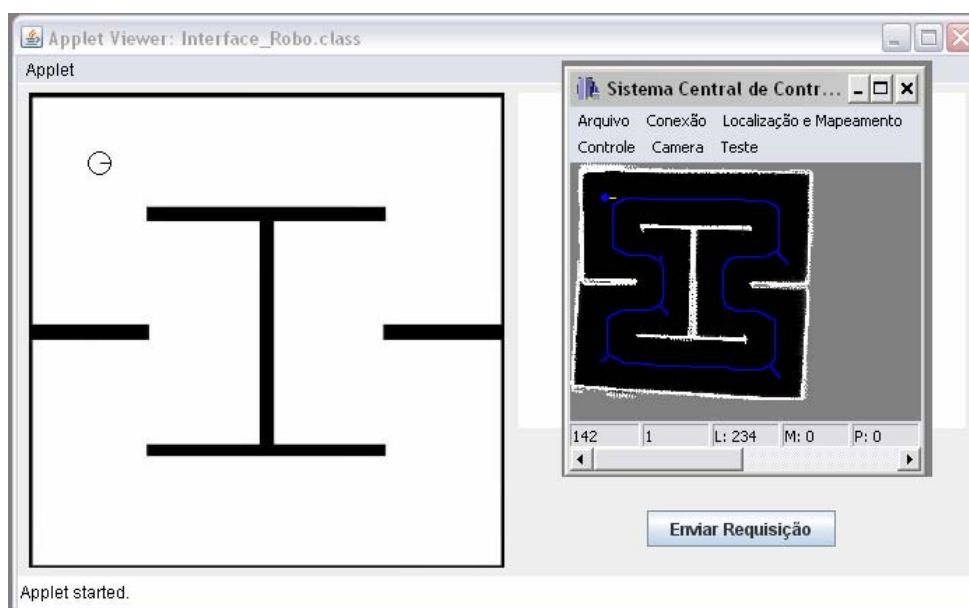 Applet Viewer: Interface_Robo.class
Applet
Sistema Central de Contr...
Arquivo Conexão Localização e Mapeamento
Controle Camera Teste
142 1 L: 234 M: 0 P: 0
Enviar Requisição
Applet started.